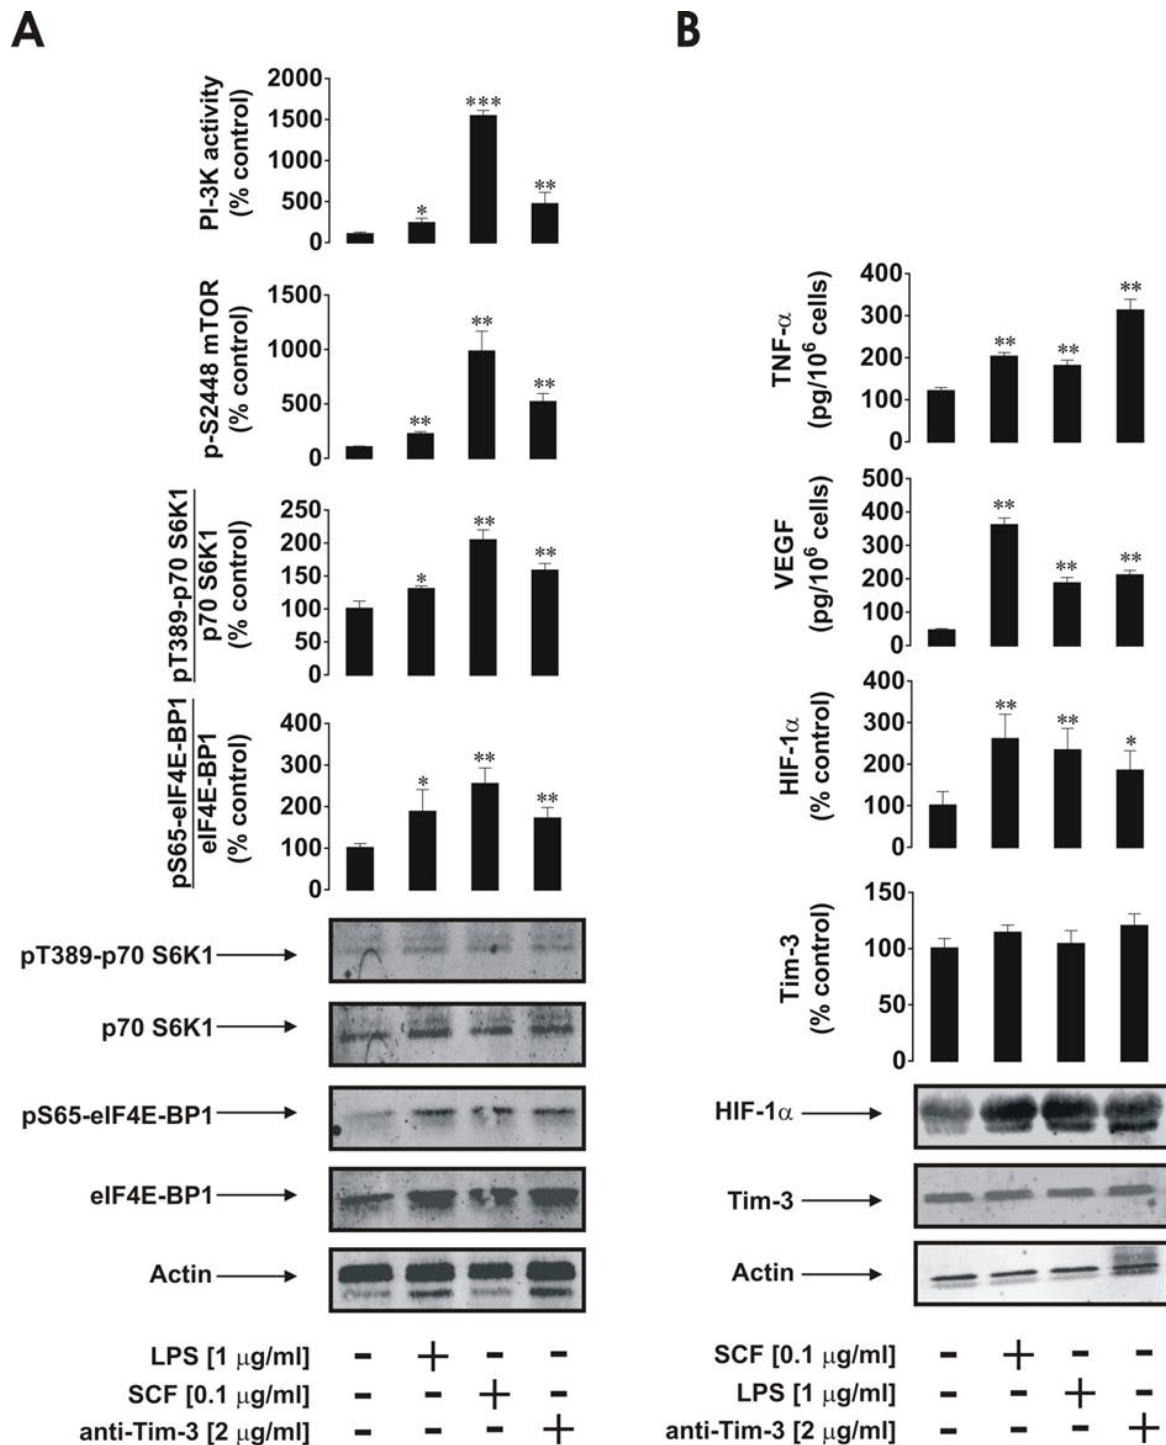 A
B
PI-3K activity
(% control)
2000
1500
1000
500
0
*
***
**
p-S2448 mTOR
(% control)
1500
1000
500
0
**
**
**
pT389-p70 S6K1
p70 S6K1
(% control)
250
200
150
100
50
0
*
**
**
pS65-eIF4E-BP1
eIF4E-BP1
(% control)
400
300
200
100
0
*
**
**
pT389-p70 S6K1
p70 S6K1
pS65-eIF4E-BP1
eIF4E-BP1
Actin
LPS [1 μg/ml] - + - -
SCF [0.1 μg/ml] - - + -
anti-Tim-3 [2 μg/ml] - - - +
TNF-α
(pg/10⁶ cells)
400
300
200
100
0
**
**
**
VEGF
(pg/10⁶ cells)
500
400
300
200
100
0
**
**
**
HIF-1α
(% control)
400
300
200
100
0
**
**
*
Tim-3
(% control)
150
100
50
0
HIF-1α
Tim-3
Actin
SCF [0.1 μg/ml] - + - -
LPS [1 μg/ml] - - + -
anti-Tim-3 [2 μg/ml] - - - +